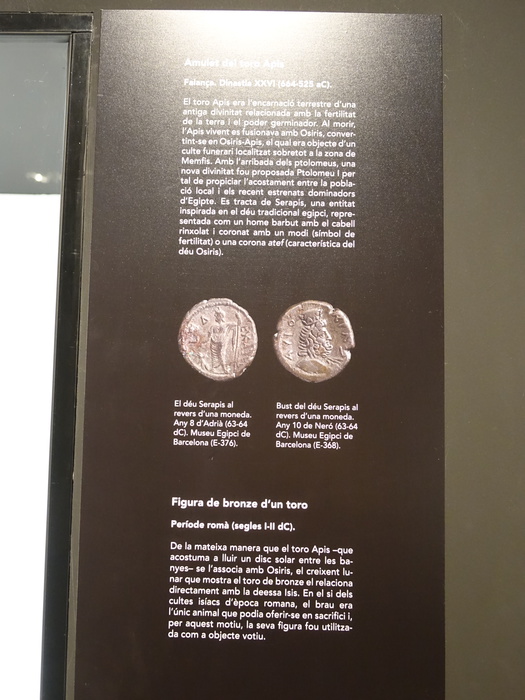 Amulet del toro Apis
Faiança. Dinastia XXVI (664-525 aC).
El toro Apis era l'encarnació terrestre d'una
antiga divinitat relacionada amb la fertilitat
de la terra i el poder germinador. Al morir,
l'Apis vivent es fusionava amb Osiris, conver-
tint-se en Osiris-Apis, el qual era objecte d'un
culte funerari localitzat sobretot a la zona de
Memfis. Amb l'arribada dels ptolomeus, una
nova divinitat fou proposada Ptolomeu I per
tal de propiciar l'acostament entre la pobla-
ció local i els recent estrenats dominadors
d'Egipte. Es tracta de Serapis, una entitat
inspirada en el déu tradicional egipci, repre-
sentada com un home barbut amb el cabell
rinxolat i coronat amb un modi (símbol de
fertilitat) o una corona atef (característica del
déu Osiris).
El déu Serapis al
revers d'una moneda.
Any 8 d'Adrià (63-64
dC). Museu Egipci de
Barcelona (E-376).
Bust del déu Serapis al
revers d'una moneda.
Any 10 de Neró (63-64
dC). Museu Egipci de
Barcelona (E-368).
Figura de bronze d'un toro
Període romà (segles I-II dC).
De la mateixa manera que el toro Apis –que
acostuma a lluir un disc solar entre les ba-
nyes– se l'associa amb Osiris, el creixent lu-
nar que mostra el toro de bronze el relaciona
directament amb la deessa Isis. En el si dels
cultes isíacs d'època romana, el brau era
l'únic animal que podia oferir-se en sacrifici i,
per aquest motiu, la seva figura fou utilitza-
da com a objecte votiu.